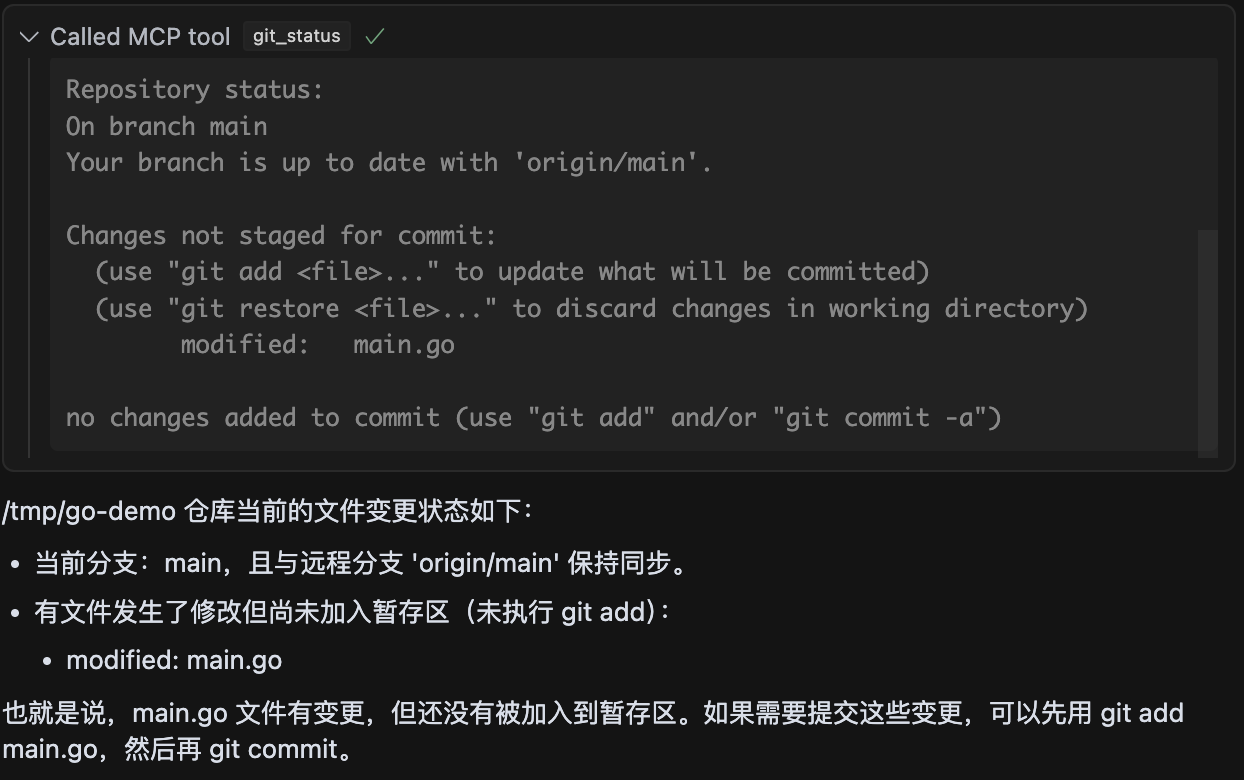 Called MCP tool git_status
Repository status:
On branch main
Your branch is up to date with 'origin/main'.
Changes not staged for commit:
(use "git add <file>..." to update what will be committed)
(use "git restore <file>..." to discard changes in working directory)
modified:   main.go
no changes added to commit (use "git add" and/or "git commit -a")
/tmp/go-demo 仓库当前的文件变更状态如下：
• 当前分支：main，且与远程分支 'origin/main' 保持同步。
• 有文件发生了修改但尚未加入暂存区（未执行 git add）：
• modified: main.go
也就是说，main.go 文件有变更，但还没有被加入到暂存区。如果需要提交这些变更，可以先用 git add
main.go，然后再 git commit。